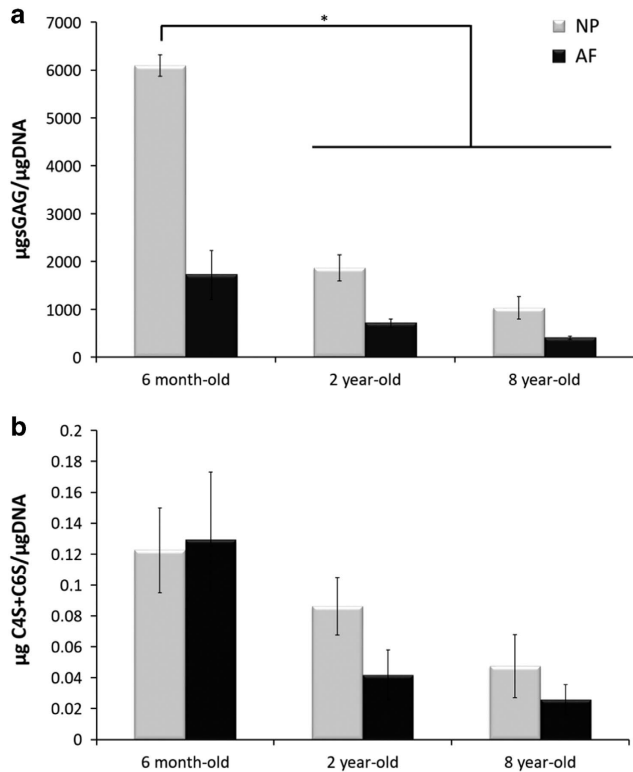 a
7000
6000
5000
4000
3000
2000
1000
0
µgsGAG/µgDNA
*
NP
AF
6 month-old 2 year-old 8 year-old
b
0.2
0.18
0.16
0.14
0.12
0.1
0.08
0.06
0.04
0.02
0
µg C4S+C6S/µgDNA
6 month-old 2 year-old 8 year-old